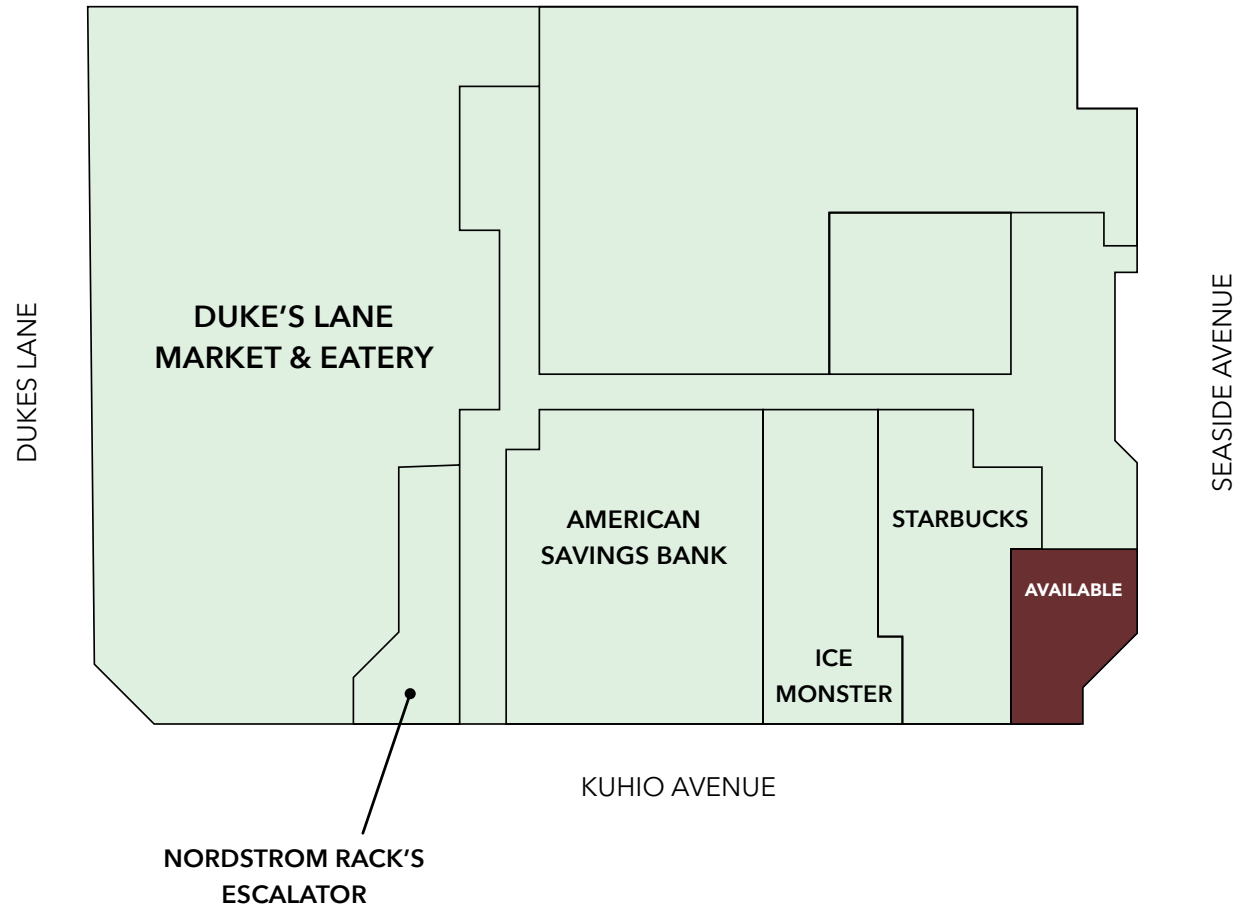 DUKES LANE
DUKE’S LANE
MARKET & EATERY
SEASIDE AVENUE
AMERICAN
SAVINGS BANK
STARBUCKS
AVAILABLE
ICE
MONSTER
KUHIO AVENUE
NORDSTROM RACK’S
ESCALATOR